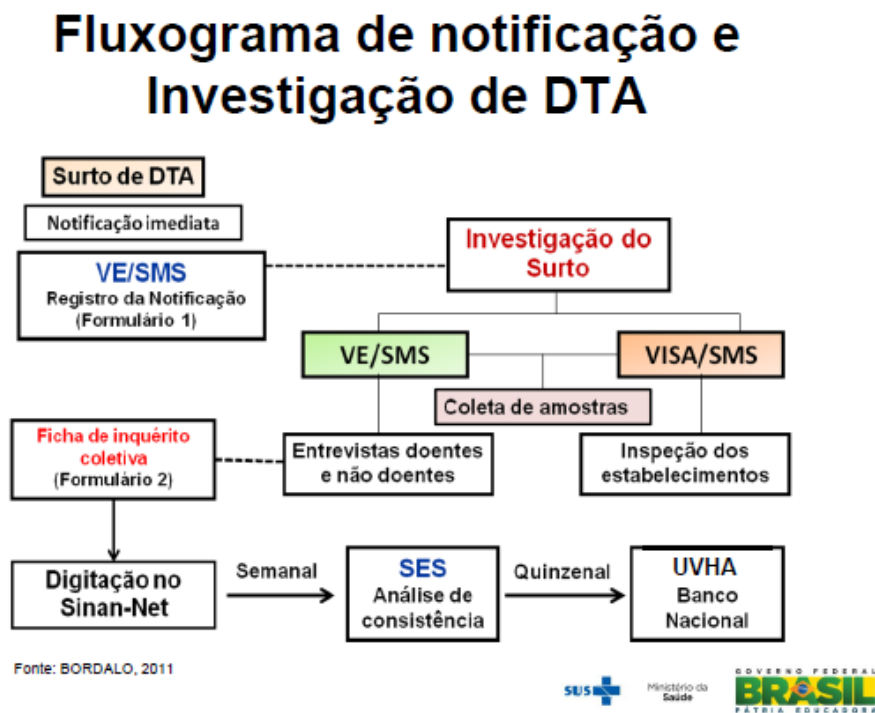 Fluxograma de notificação e
Investigação de DTA
Surto de DTA
Notificação imediata
VE/SMS
Registro da Notificação
(Formulário 1)
Investigação do
Surto
VE/SMS
VISA/SMS
Coleta de amostras
Ficha de inquérito
coletiva
(Formulário 2)
Entrevistas doentes
e não doentes
Inspeção dos
estabelecimentos
Digitação no
Sinan-Net
Semanal
SES
Análise de
consistência
Quinzenal
UVHA
Banco
Nacional
Fonte: BORDALO, 2011
SUS
Ministério da
Saúde
GOVERNO FEDERAL
BRASIL
PÁTRIA EDUCADORA